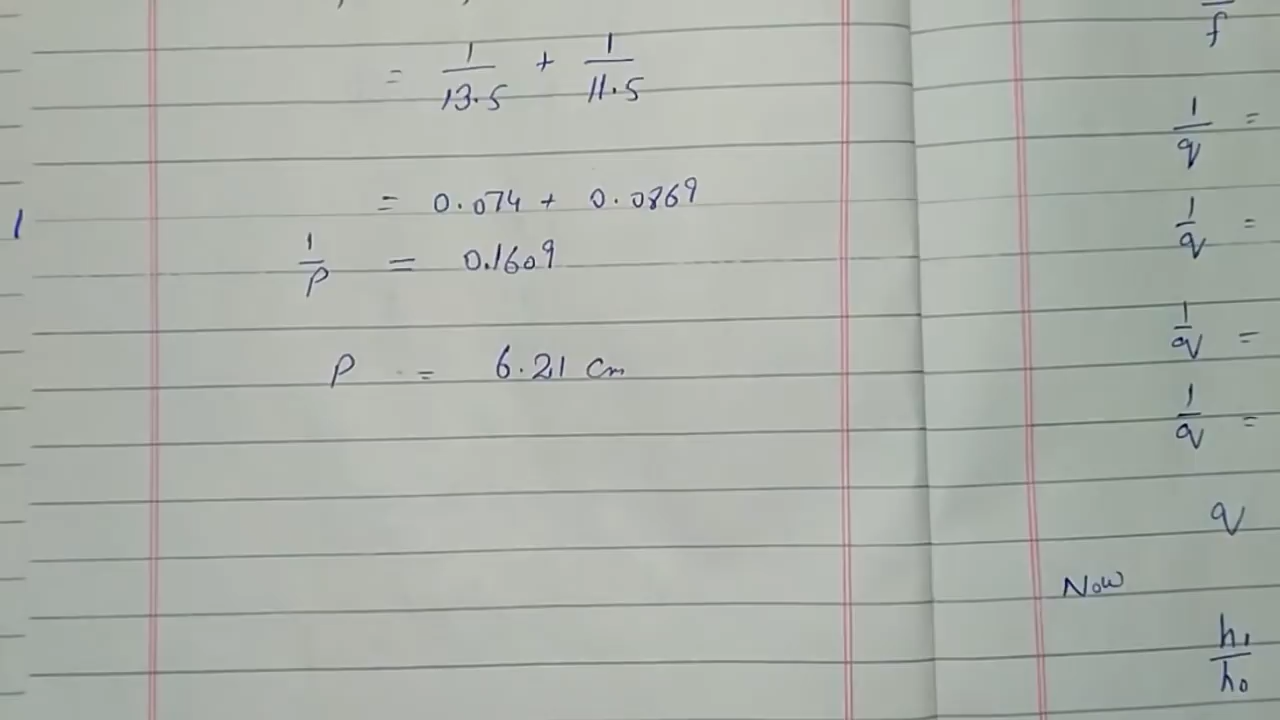 = 1/13.5 + 1/11.5
= 0.074 + 0.0869
1/p = 0.1609
p = 6.21 cm
1
f
1/q =
1/q =
1/q =
1/q =
q
Now
h₁/h₀